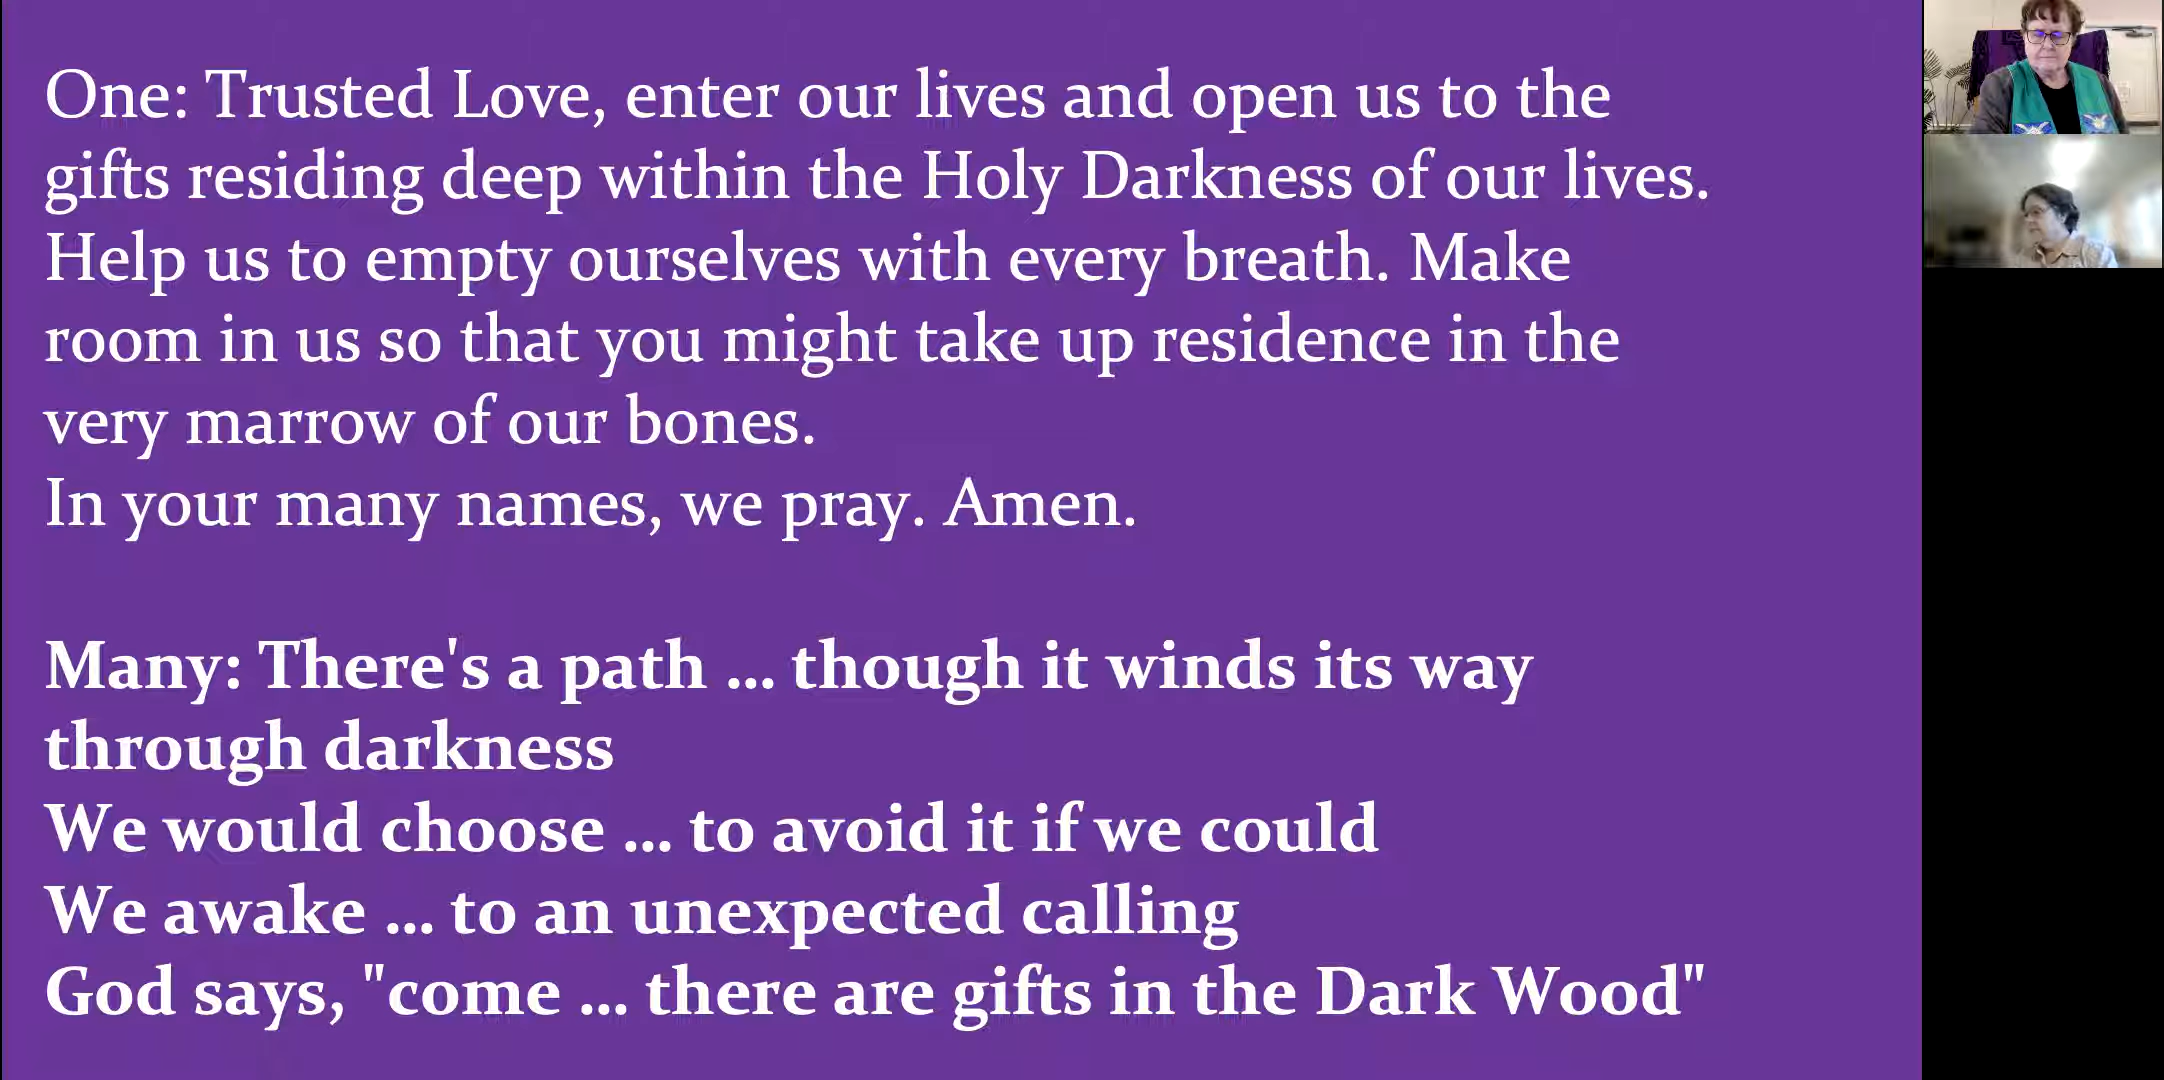 One: Trusted Love, enter our lives and open us to the
gifts residing deep within the Holy Darkness of our lives.
Help us to empty ourselves with every breath. Make
room in us so that you might take up residence in the
very marrow of our bones.
In your many names, we pray. Amen.
Many: There's a path ... though it winds its way
through darkness
We would choose ... to avoid it if we could
We awake ... to an unexpected calling
God says, "come ... there are gifts in the Dark Wood"